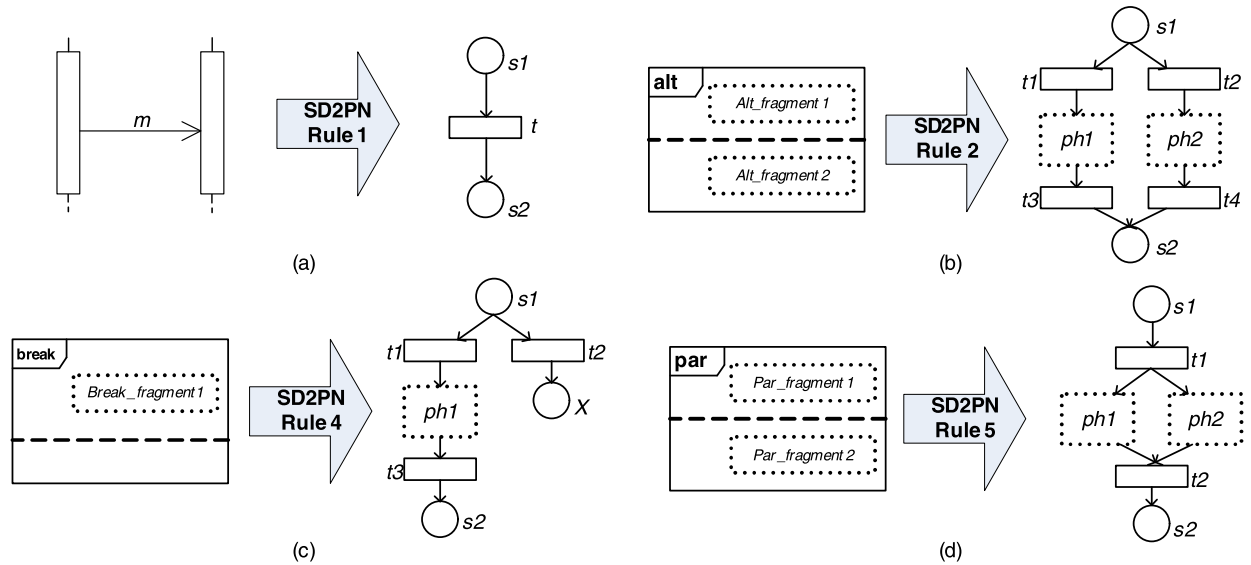 m
SD2PN
Rule 1
s1
t
s2
(a)
alt
Alt_fragment 1
Alt_fragment 2
SD2PN
Rule 2
s1
t1
t2
ph1
ph2
t3
t4
s2
(b)
break
Break_fragment1
SD2PN
Rule 4
s1
t1
t2
ph1
X
t3
s2
(c)
par
Par_fragment 1
Par_fragment 2
SD2PN
Rule 5
s1
t1
ph1
ph2
t2
s2
(d)